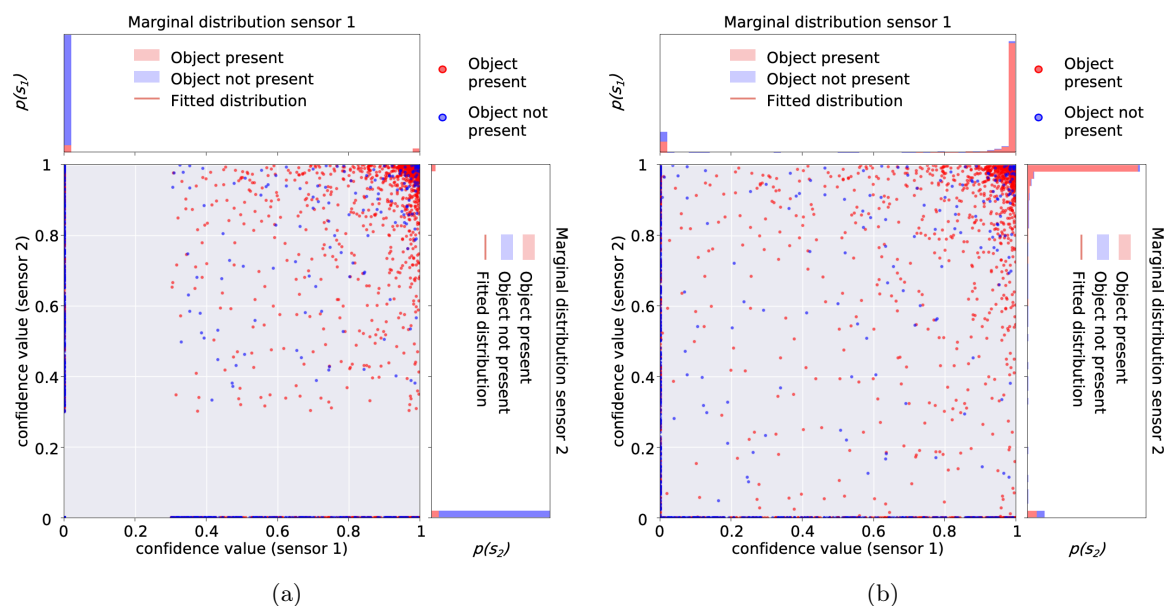 Marginal distribution sensor 1
p(s1)
Object present
Object not present
Fitted distribution
Object
present
Object not
present
confidence value (sensor 2)
1
0.8
0.6
0.4
0.2
0
0
0.2
0.4
0.6
0.8
1
confidence value (sensor 1)
Marginal distribution sensor 2
Object present
Object not present
Fitted distribution
p(s2)
(a)
Marginal distribution sensor 1
p(s1)
Object present
Object not present
Fitted distribution
Object
present
Object not
present
confidence value (sensor 2)
1
0.8
0.6
0.4
0.2
0
0
0.2
0.4
0.6
0.8
1
confidence value (sensor 1)
Marginal distribution sensor 2
Object present
Object not present
Fitted distribution
p(s2)
(b)